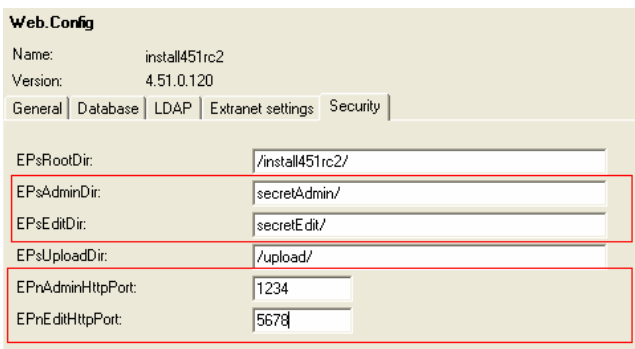 Web.Config
Name: install451rc2
Version: 4.51.0.120
General Database LDAP Extranet settings Security
EPsRootDir: /install451rc2/
EPsAdminDir: secretAdmin/
EPsEditDir: secretEdit/
EPsUploadDir: /upload/
EPnAdminHttpPort: 1234
EPnEditHttpPort: 5678